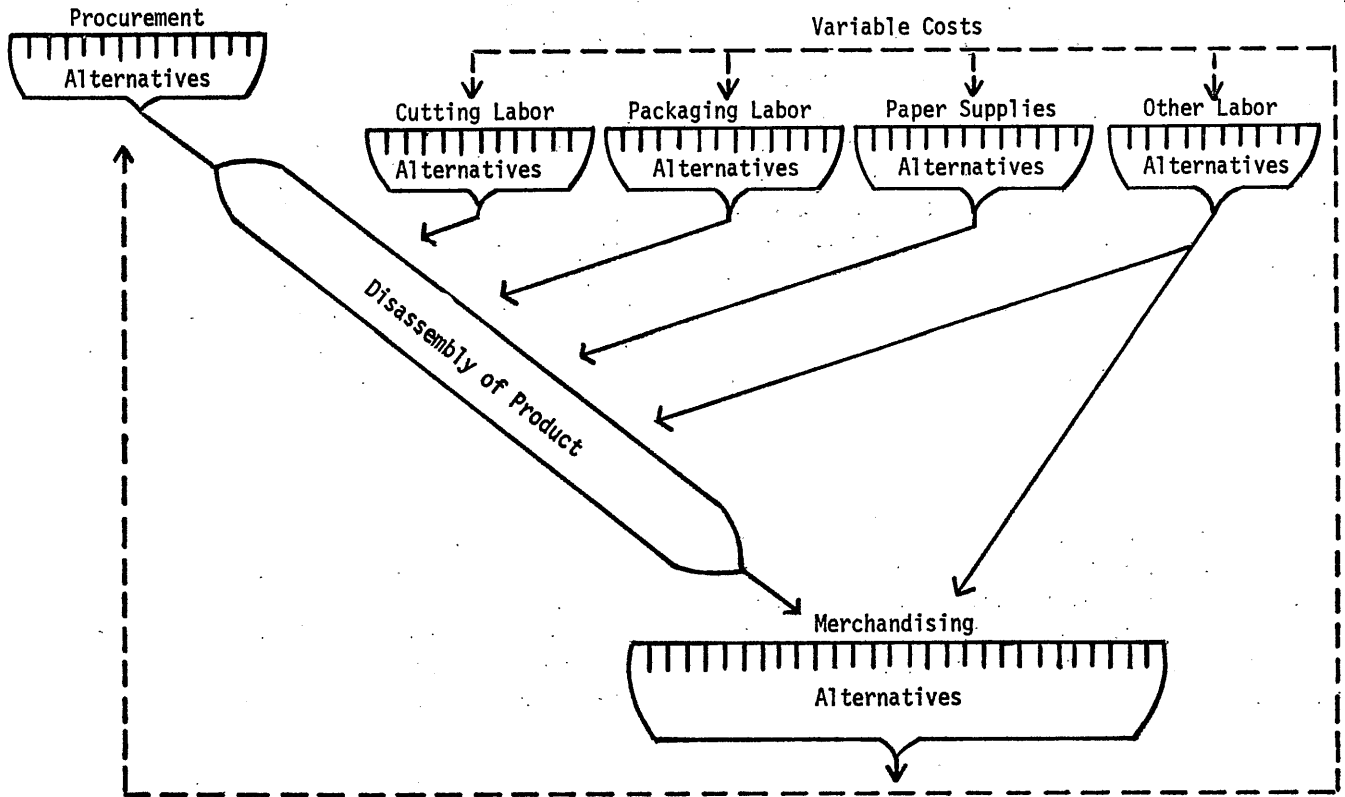 Procurement
Alternatives
Variable Costs
Cutting Labor
Alternatives
Packaging Labor
Alternatives
Paper Supplies
Alternatives
Other Labor
Alternatives
Disassembly of Product
Merchandising
Alternatives